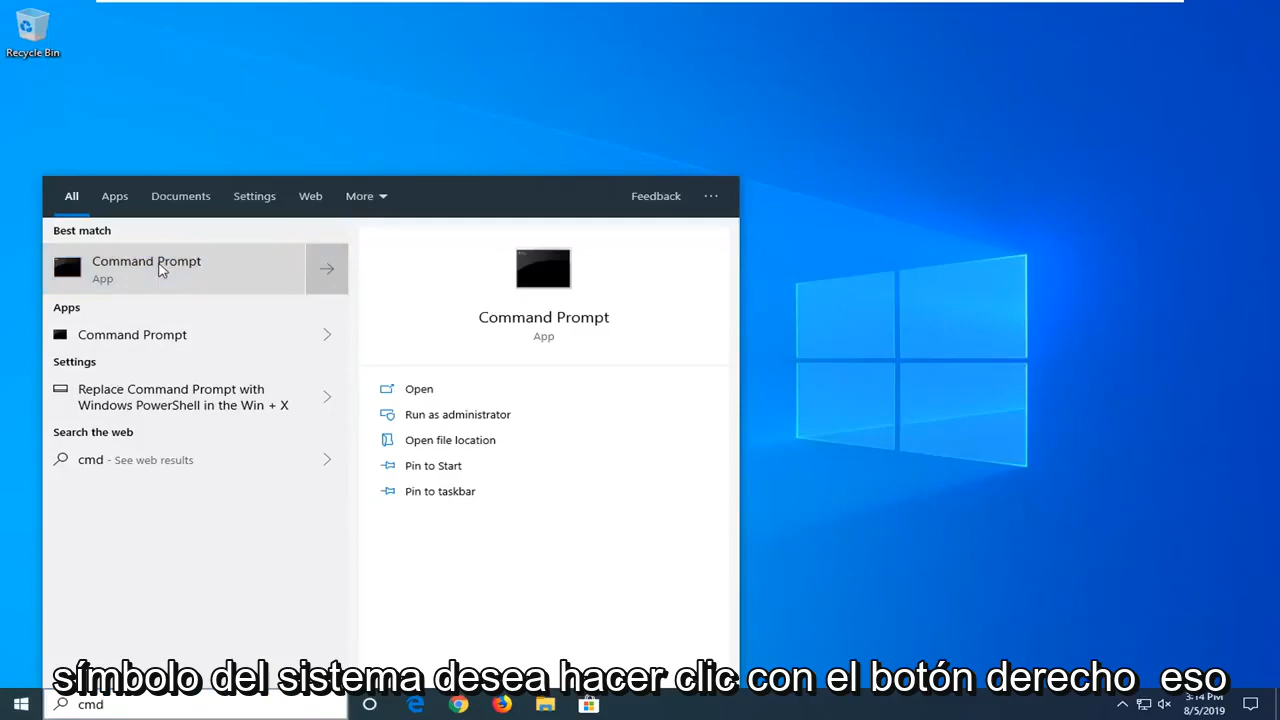 Recycle Bin
All Apps Documents Settings Web More Feedback ...
Best match
Command Prompt
App
Apps
Command Prompt
Settings
Replace Command Prompt with
Windows PowerShell in the Win + X
Search the web
cmd - See web results
Command Prompt
App
Open
Run as administrator
Open file location
Pin to Start
Pin to taskbar
símbolo del sistema desea hacer clic con el botón derecho eso
cmd
3:14 PM
8/5/2019